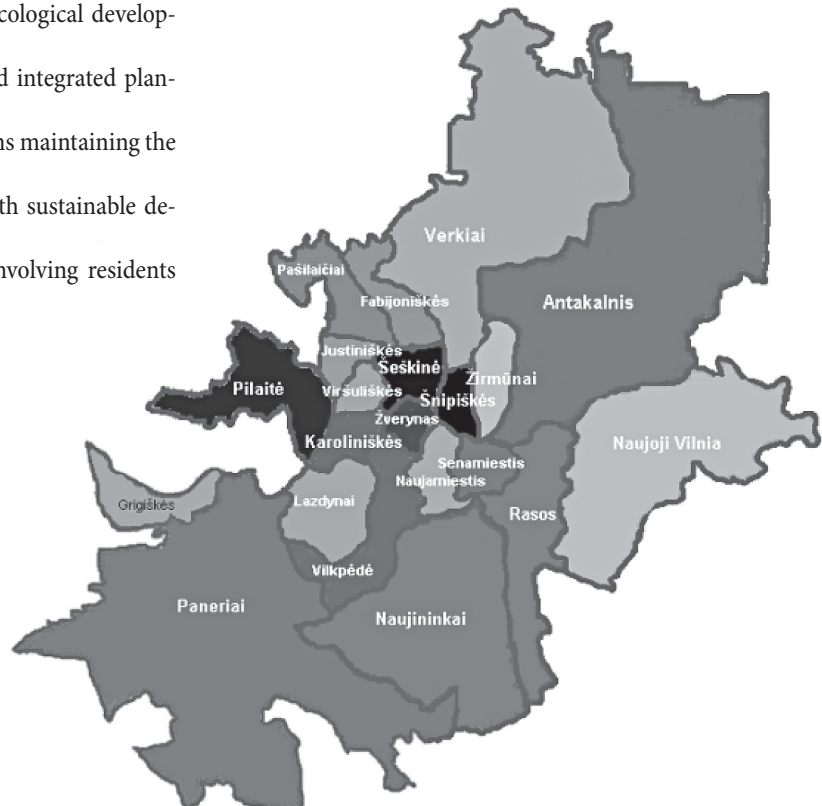 cological develop-
d integrated plan-
ns maintaining the
th sustainable de-
nvolving residents
Verkiai
Pašilaičiai
Fabijoniškės
Antakalnis
Justiniškės
Šeškinė
Žirmūnai
Pilaitė
Viršuliškės
Šnipiškės
Žverynas
Karoliniškės
Naujoji Vilnia
Senamiestis
Naujamiestis
Lazdynai
Grigiškės
Rasos
Vilkpėdė
Paneriai
Naujininkai